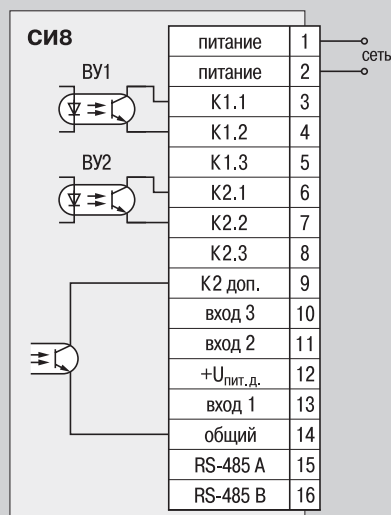 СИ8
питание 1
питание 2
сеть
ВУ1
К1.1 3
К1.2 4
К1.3 5
ВУ2
К2.1 6
К2.2 7
К2.3 8
К2 доп. 9
вход 3 10
вход 2 11
+Uпит.д. 12
вход 1 13
общий 14
RS-485 A 15
RS-485 B 16